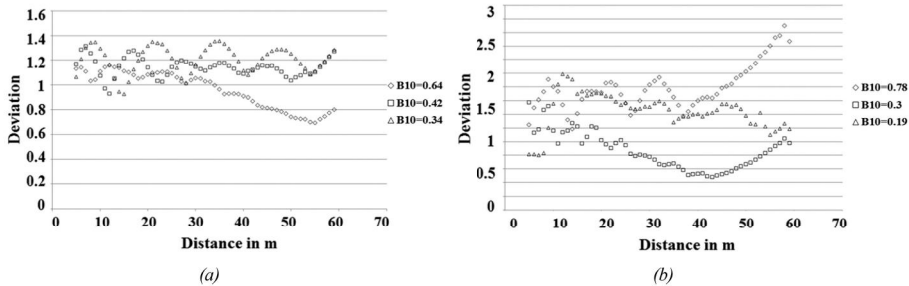 1.6
1.4
1.2
1
0.8
0.6
0.4
0.2
0
Deviation
0 10 20 30 40 50 60 70
Distance in m
B10=0.64
B10=0.42
B10=0.34
(a)
3
2.5
2
1.5
1
0.5
0
Deviation
0 10 20 30 40 50 60 70
Distance in m
B10=0.78
B10=0.3
B10=0.19
(b)